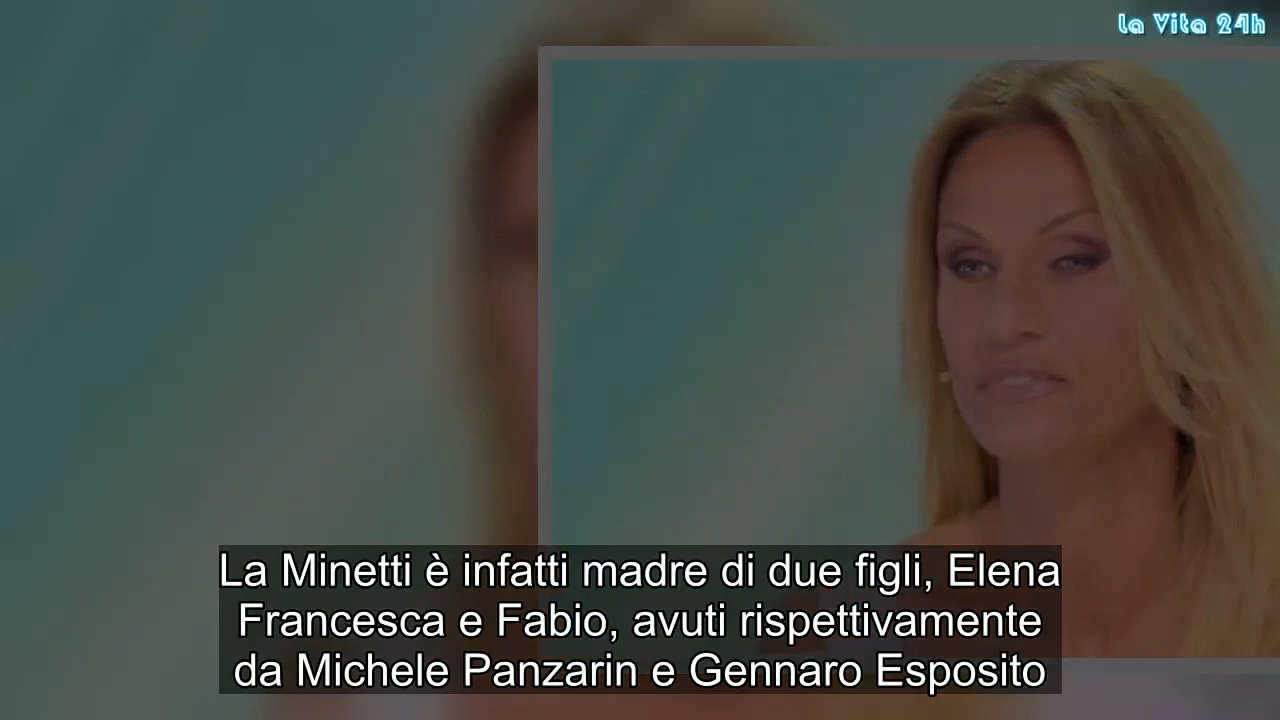 La Vita 24h
La Minetti è infatti madre di due figli, Elena
Francesca e Fabio, avuti rispettivamente
da Michele Panzarin e Gennaro Esposito